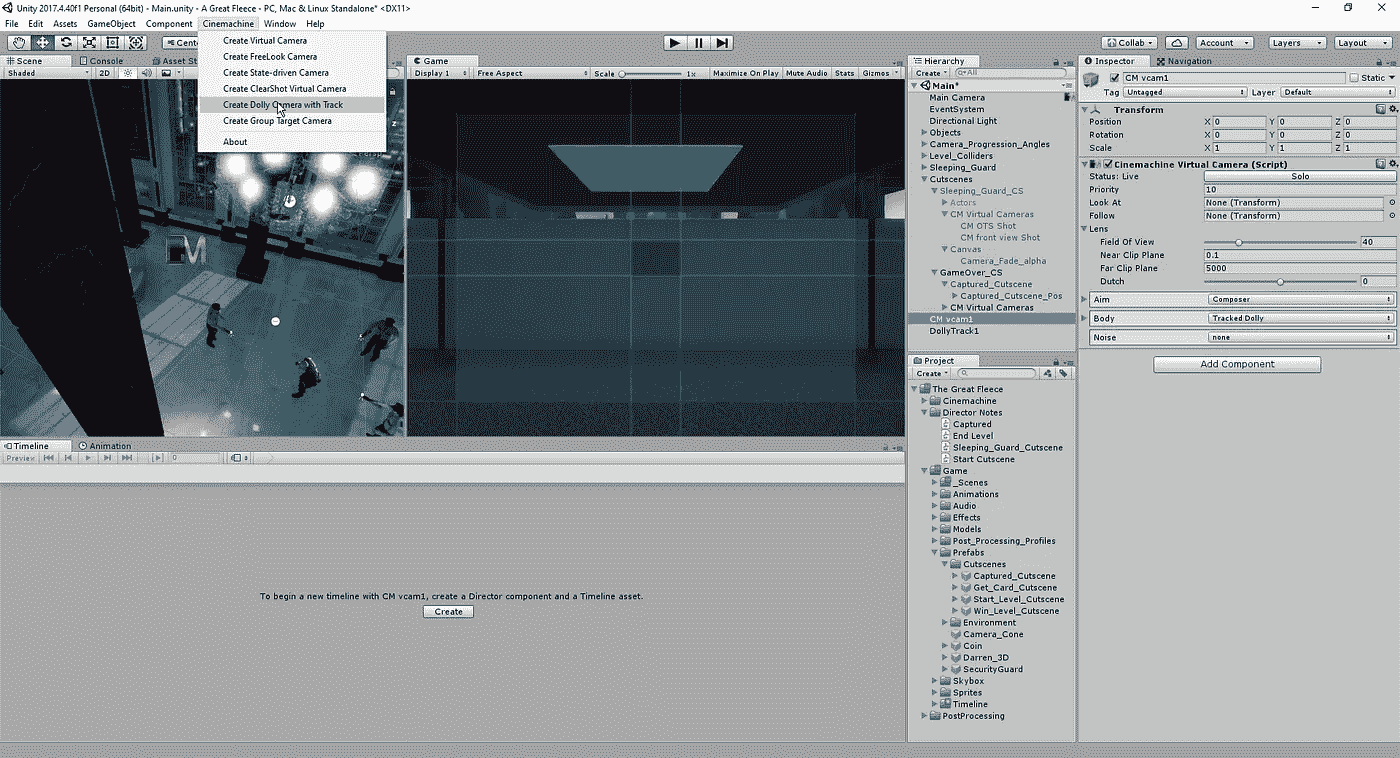 Unity 2017.4.40f1 Personal (64bit) - Main.unity - A Great Fleece - PC, Mac & Linux Standalone* <DX11>
File Edit Assets GameObject Component Cinemachine Window Help
Create Virtual Camera
Create FreeLook Camera
Create State-driven Camera
Create ClearShot Virtual Camera
Create Dolly Camera with Track
Create Group Target Camera
About
Collab Account Layers Layout
Scene Console Asset St
Shaded 2D
Game
Display 1 Free Aspect Scale 1x Maximize On Play Mute Audio Stats Gizmos
Persp
Timeline Animation
Preview 0
To begin a new timeline with CM vcam1, create a Director component and a Timeline asset.
Create
Hierarchy
Create All
Main*
Main Camera
EventSystem
Directional Light
Objects
Camera_Progression_Angles
Level_Colliders
Sleeping_Guard
Cutscenes
Sleeping_Guard_CS
Actors
CM Virtual Cameras
CM OTS Shot
CM front view Shot
Canvas
Camera_Fade_alpha
GameOver_CS
Captured_Cutscene
Captured_Cutscene_Pos
CM Virtual Cameras
CM vcam1
DollyTrack1
Project
Create
The Great Fleece
Cinemachine
Director Notes
Captured
End Level
Sleeping_Guard_Cutscene
Start Cutscene
Game
_Scenes
Animations
Audio
Effects
Models
Post_Processing_Profiles
Prefabs
Cutscenes
Captured_Cutscene
Get_Card_Cutscene
Start_Level_Cutscene
Win_Level_Cutscene
Environment
Camera_Cone
Coin
Darren_3D
SecurityGuard
Skybox
Sprites
Timeline
PostProcessing
Inspector Navigation
CM vcam1 Static
Tag Untagged Layer Default
Transform
Position X 0 Y 0 Z 0
Rotation X 0 Y 0 Z 0
Scale X 1 Y 1 Z 1
Cinemachine Virtual Camera (Script)
Status: Live Solo
Priority 10
Look At None (Transform)
Follow None (Transform)
Lens
Field Of View 40
Near Clip Plane 0.1
Far Clip Plane 5000
Dutch 0
Aim Composer
Body Tracked Dolly
Noise none
Add Component